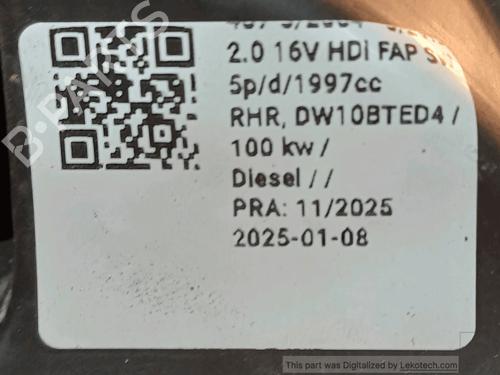 2.0 16V HDi FAP
5p/d/1997cc
RHR, DW10BTED4 /
100 kw /
Diesel / /
PRA: 11/2025
2025-01-08
B-PARTS
This part was Digitalized by Lekotech.com